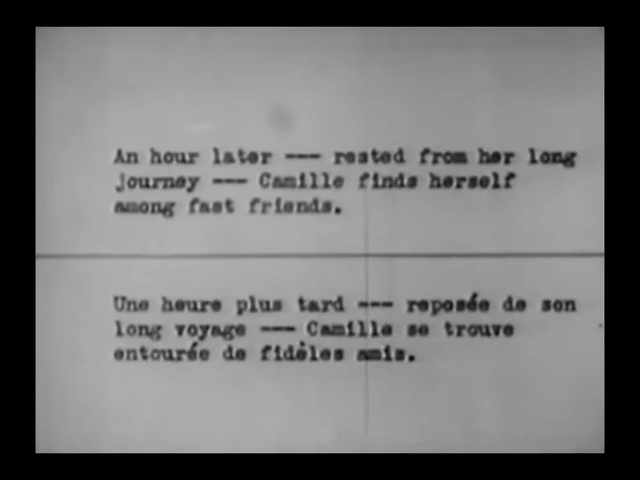 An hour later --- rested from her long
journey --- Camille finds herself
among fast friends.
Une heure plus tard --- reposée de son
long voyage --- Camille se trouve
entourée de fidèles amis.